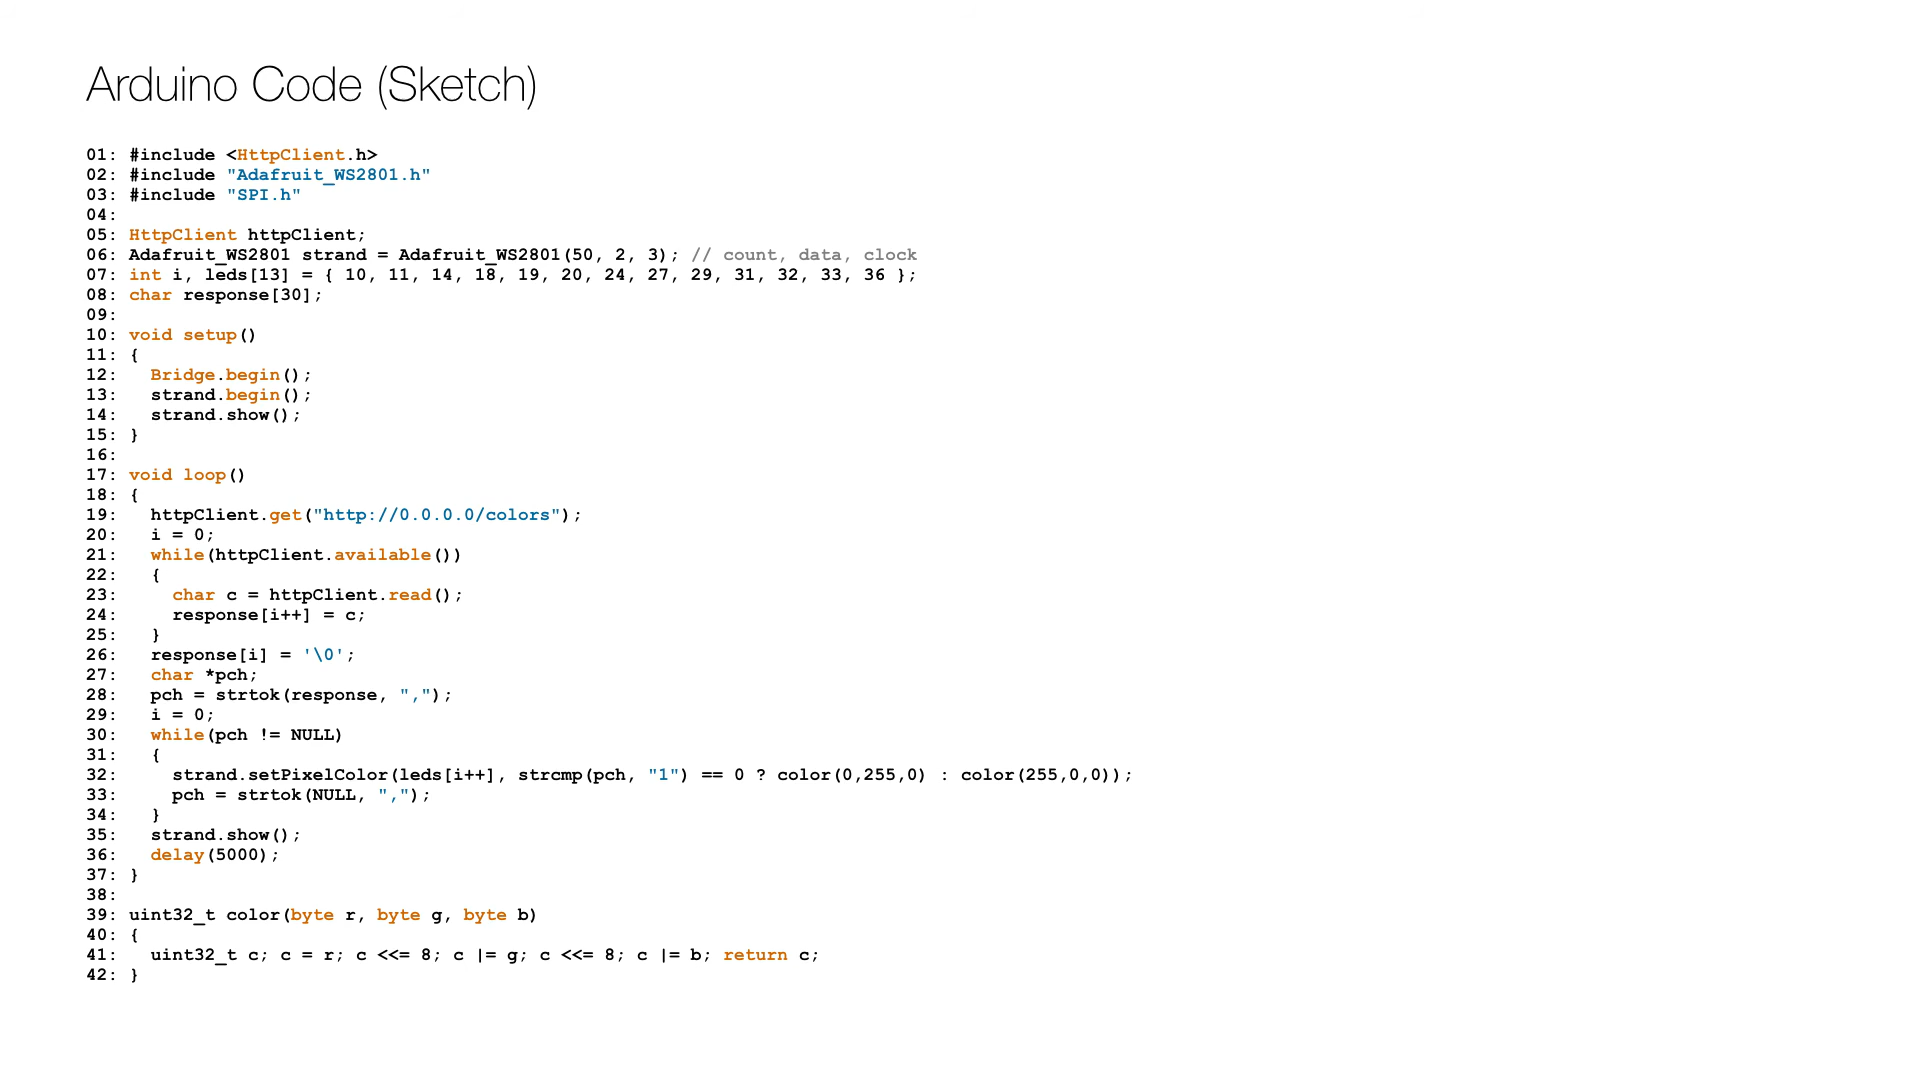 Arduino Code (Sketch)
01: #include <HttpClient.h>
02: #include "Adafruit_WS2801.h"
03: #include "SPI.h"
04:
05: HttpClient httpClient;
06: Adafruit_WS2801 strand = Adafruit_WS2801(50, 2, 3); // count, data, clock
07: int i, leds[13] = { 10, 11, 14, 18, 19, 20, 24, 27, 29, 31, 32, 33, 36 };
08: char response[30];
09:
10: void setup()
11: {
12:   Bridge.begin();
13:   strand.begin();
14:   strand.show();
15: }
16:
17: void loop()
18: {
19:   httpClient.get("http://0.0.0.0/colors");
20:   i = 0;
21:   while(httpClient.available())
22:   {
23:     char c = httpClient.read();
24:     response[i++] = c;
25:   }
26:   response[i] = '\0';
27:   char *pch;
28:   pch = strtok(response, ",");
29:   i = 0;
30:   while(pch != NULL)
31:   {
32:     strand.setPixelColor(leds[i++], strcmp(pch, "1") == 0 ? color(0,255,0) : color(255,0,0));
33:     pch = strtok(NULL, ",");
34:   }
35:   strand.show();
36:   delay(5000);
37: }
38:
39: uint32_t color(byte r, byte g, byte b)
40: {
41:   uint32_t c; c = r; c <<= 8; c |= g; c <<= 8; c |= b; return c;
42: }